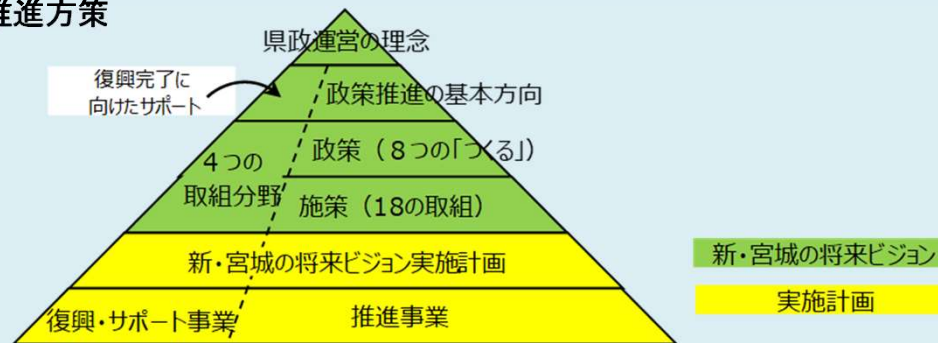 推進方策
県政運営の理念
復興完了に
向けたサポート
政策推進の基本方向
4つの
取組分野
政策（8つの「つくる」）
施策（18の取組）
新・宮城の将来ビジョン実施計画
復興・サポート事業
推進事業
新・宮城の将来ビジョン
実施計画